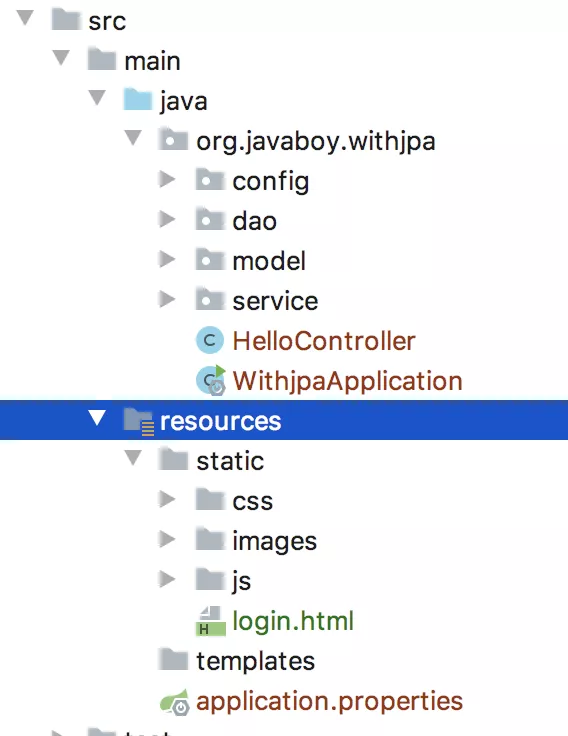 src
main
java
org.javaboy.withjpa
config
dao
model
service
C HelloController
C WithjpaApplication
resources
static
css
images
js
H login.html
templates
application.properties